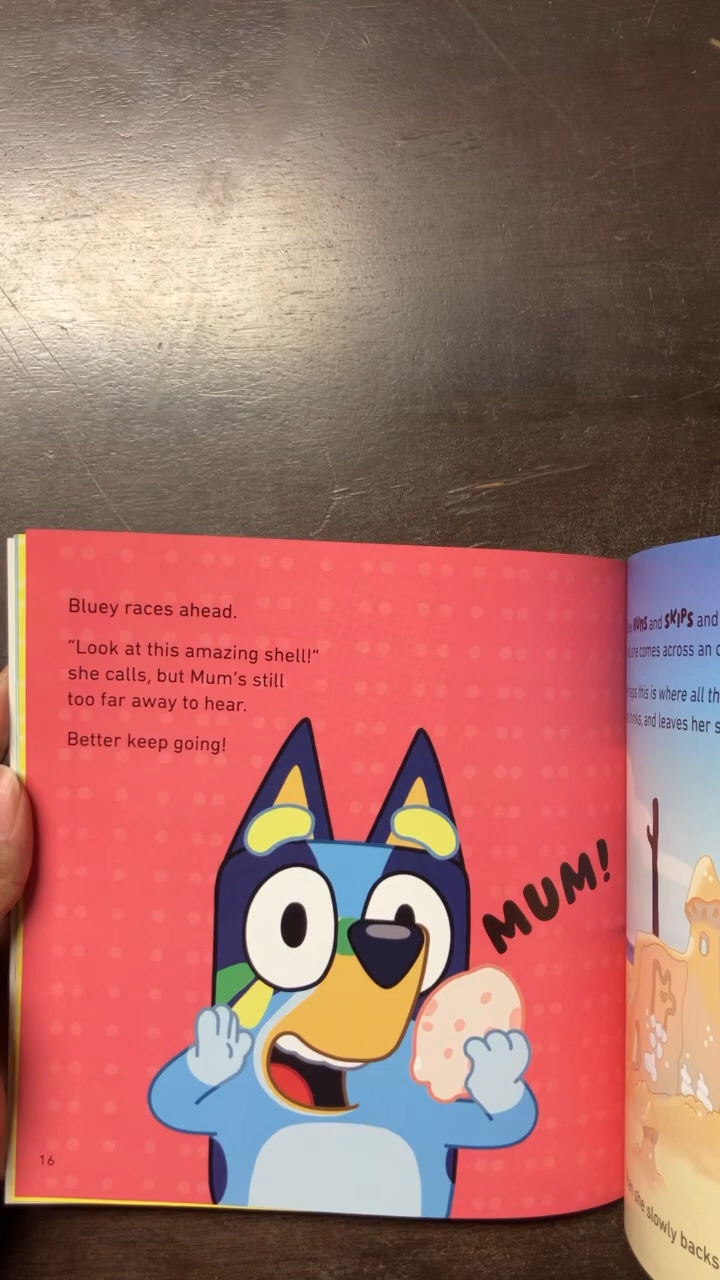 Bluey races ahead.
"Look at this amazing shell!"
she calls, but Mum's still
too far away to hear.
Better keep going!
MUM!
16
RUNS and SKIPS and
she comes across an
this is where all th
and leaves her s
she slowly backs